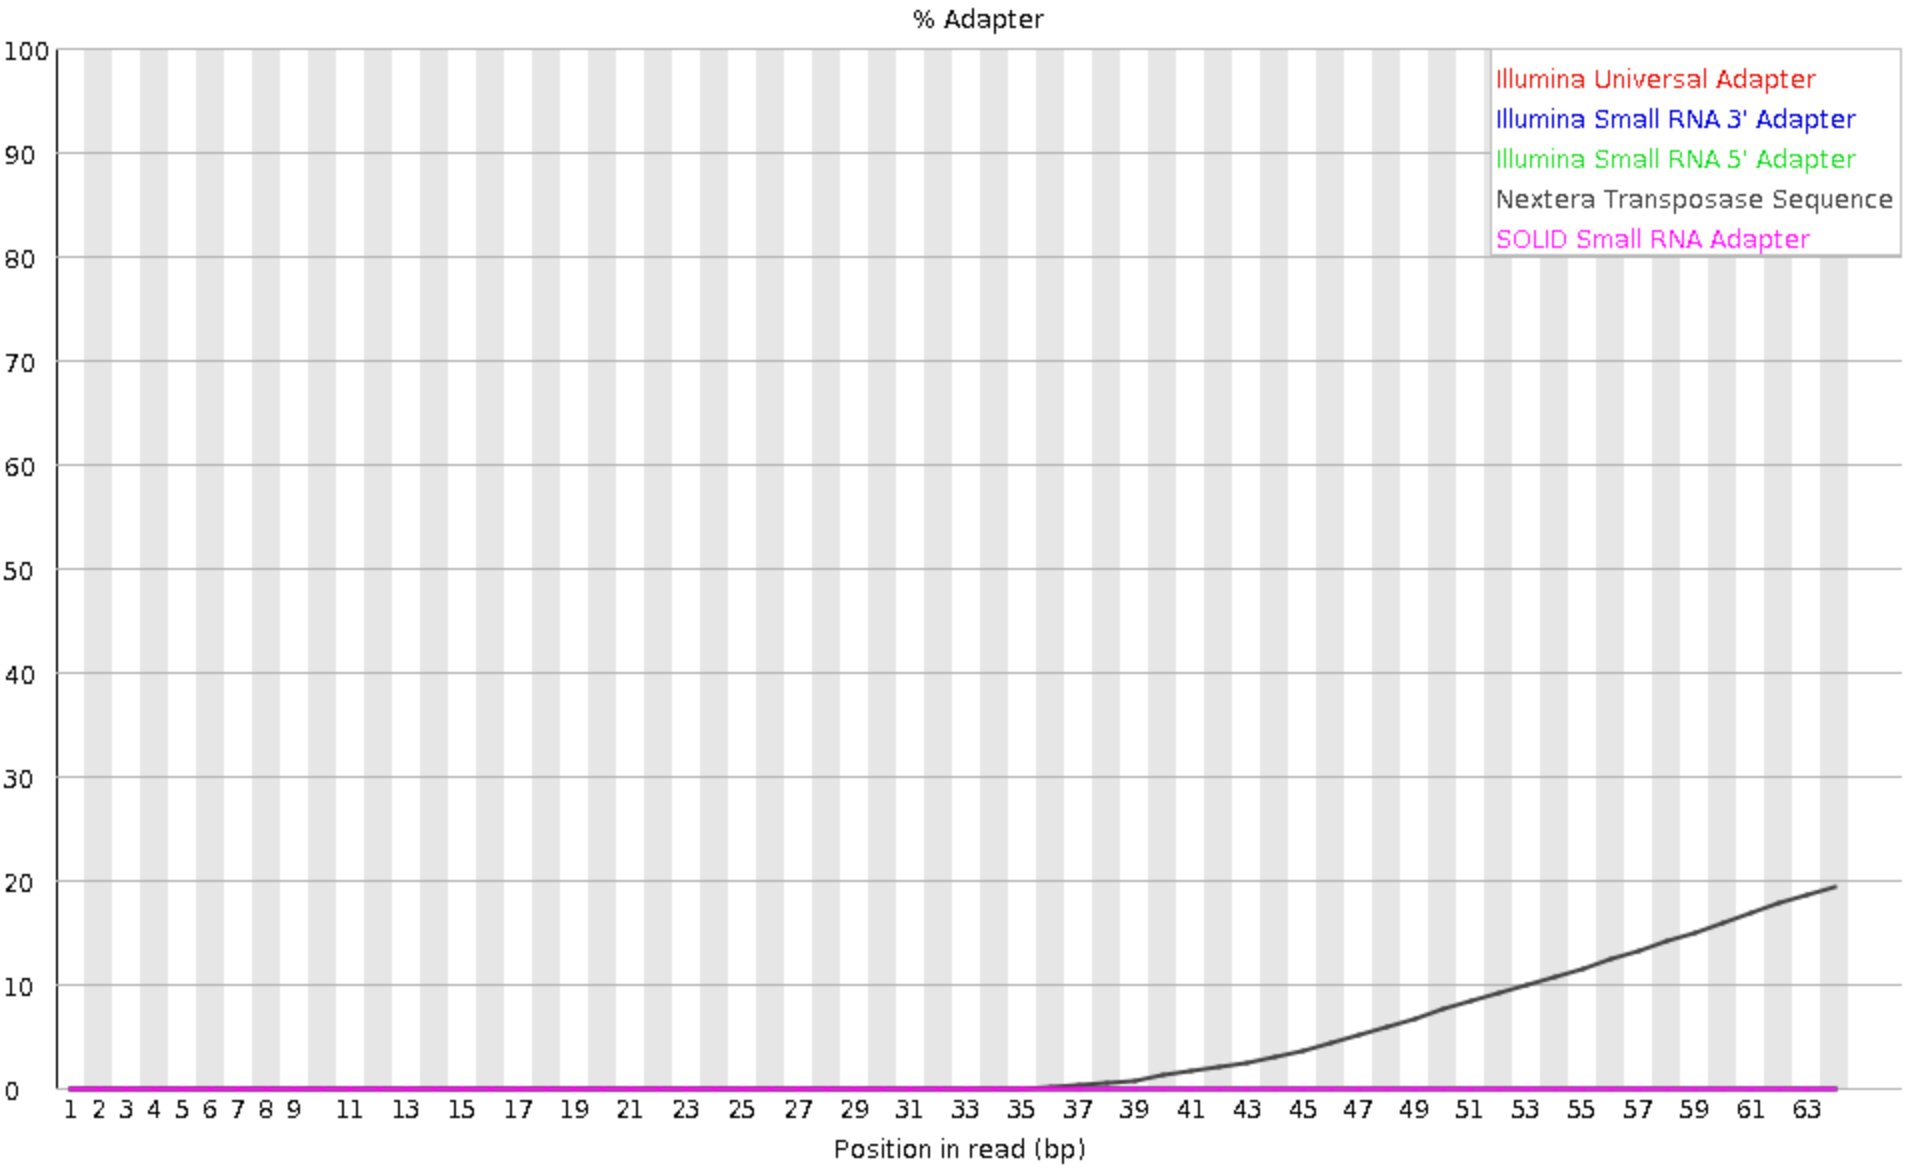 % Adapter
100
90
80
70
60
50
40
30
20
10
0
Illumina Universal Adapter
Illumina Small RNA 3' Adapter
Illumina Small RNA 5' Adapter
Nextera Transposase Sequence
SOLID Small RNA Adapter
1 2 3 4 5 6 7 8 9 11 13 15 17 19 21 23 25 27 29 31 33 35 37 39 41 43 45 47 49 51 53 55 57 59 61 63
Position in read (bp)